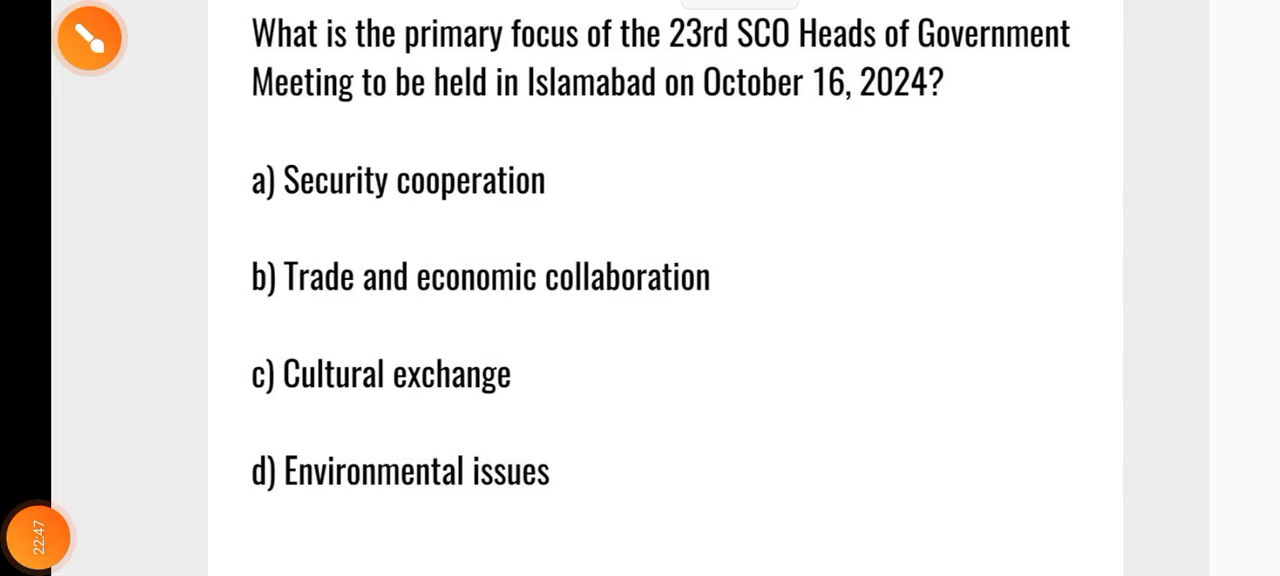 What is the primary focus of the 23rd SCO Heads of Government
Meeting to be held in Islamabad on October 16, 2024?
a) Security cooperation
b) Trade and economic collaboration
c) Cultural exchange
d) Environmental issues
22:47